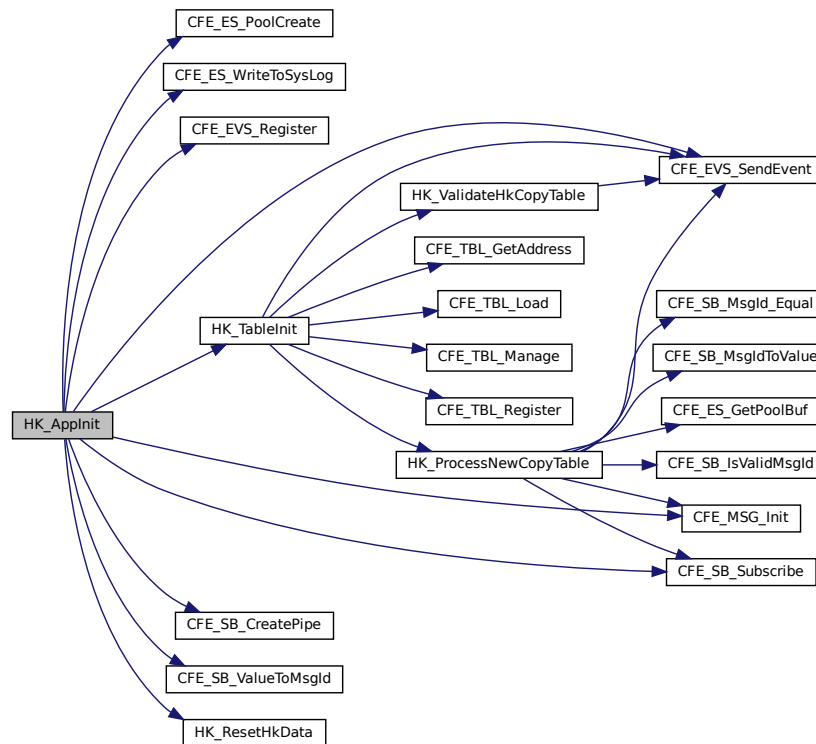 CFE_ES_PoolCreate
CFE_ES_WriteToSysLog
CFE_EVS_Register
CFE_EVS_SendEvent
HK_ValidateHkCopyTable
CFE_TBL_GetAddress
CFE_TBL_Load
CFE_SB_MsgId_Equal
HK_TableInit
CFE_TBL_Manage
CFE_SB_MsgIdToValue
CFE_TBL_Register
CFE_ES_GetPoolBuf
HK_AppInit
HK_ProcessNewCopyTable
CFE_SB_IsValidMsgId
CFE_MSG_Init
CFE_SB_Subscribe
CFE_SB_CreatePipe
CFE_SB_ValueToMsgId
HK_ResetHkData